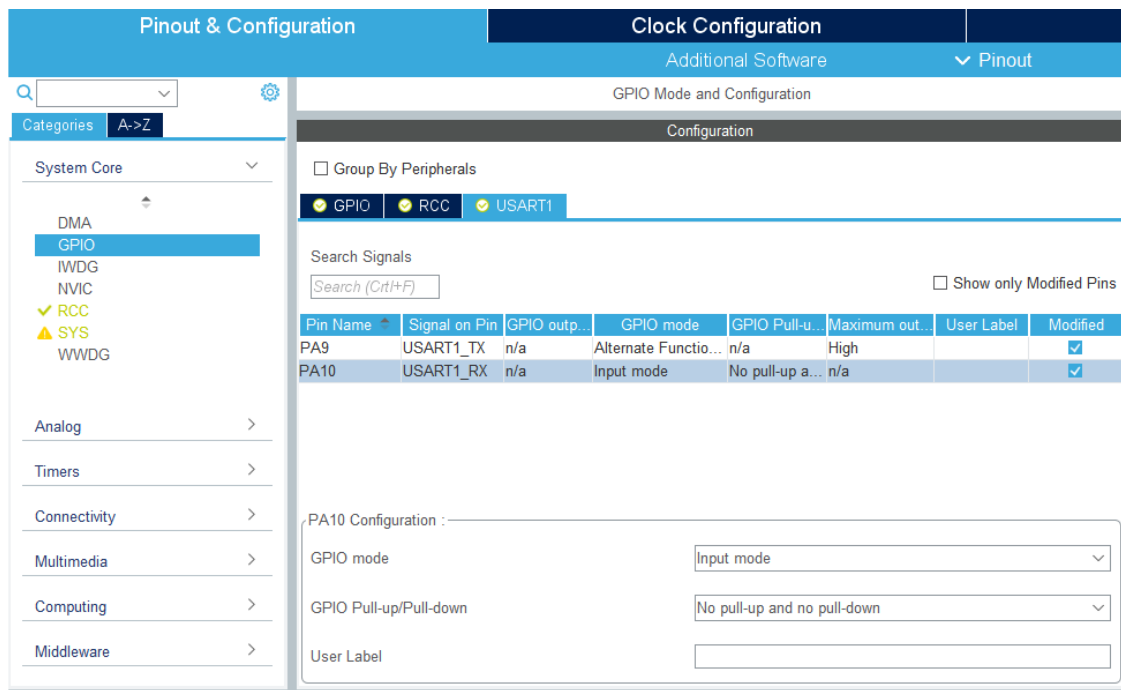 Pinout & Configuration Clock Configuration
Additional Software Pinout
GPIO Mode and Configuration
Categories A->Z
Configuration
System Core
Group By Peripherals
GPIO RCC USART1
DMA
GPIO
IWDG
NVIC
RCC
SYS
WWDG
Search Signals
Search (Crtl+F)
Show only Modified Pins
Pin Name Signal on Pin GPIO outp... GPIO mode GPIO Pull-u... Maximum out... User Label Modified
PA9 USART1_TX n/a Alternate Functio... n/a High
PA10 USART1_RX n/a Input mode No pull-up a... n/a
Analog
Timers
Connectivity
Multimedia
Computing
Middleware
PA10 Configuration :
GPIO mode Input mode
GPIO Pull-up/Pull-down No pull-up and no pull-down
User Label